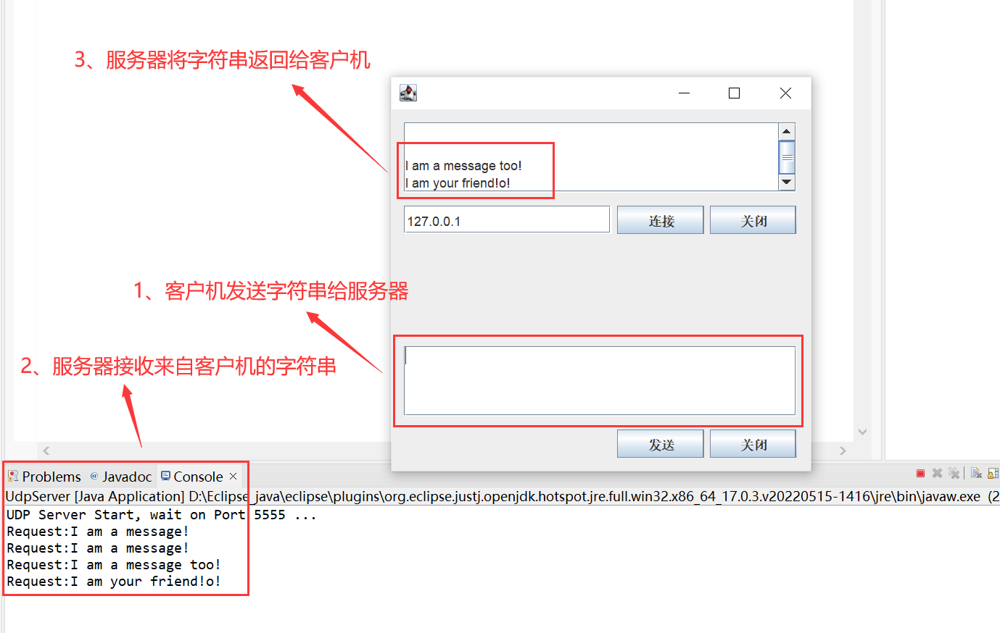 3、服务器将字符串返回给客户机
I am a message too!
I am your friend!o!
127.0.0.1
连接
关闭
1、客户机发送字符串给服务器
2、服务器接收来自客户机的字符串
发送
关闭
Problems @ Javadoc Console
UdpServer [Java Application] D:\Eclipse_java\eclipse\plugins\org.eclipse.justj.openjdk.hotspot.jre.full.win32.x86_64_17.0.3.v20220515-1416\jre\bin\javaw.exe (2
UDP Server Start, wait on Port 5555 ...
Request:I am a message!
Request:I am a message!
Request:I am a message too!
Request:I am your friend!o!